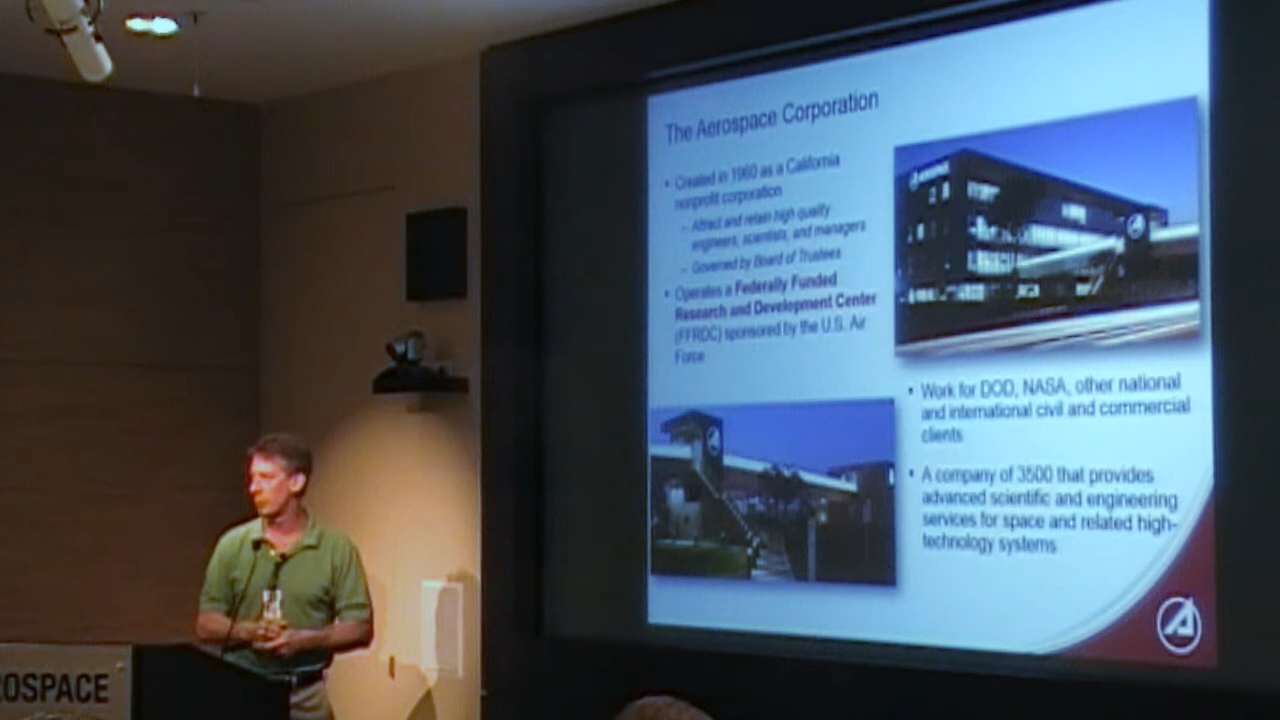 The Aerospace Corporation
• Created in 1960 as a California
nonprofit corporation
– Attract and retain high quality
engineers, scientists, and managers
– Governed by Board of Trustees
• Operates a Federally Funded
Research and Development Center
(FFRDC) sponsored by the U.S. Air
Force
• Work for DOD, NASA, other national
and international civil and commercial
clients
• A company of 3500 that provides
advanced scientific and engineering
services for space and related high-
technology systems
OSPACE